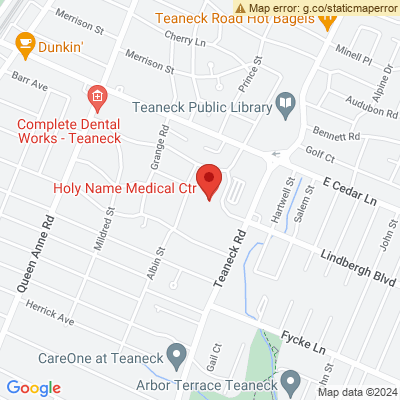 Map error: g.co/staticmaperror
Teaneck Road Hot Bagels
Morrison St
Cherry Ln
Minell Pl
Dunkin'
Merrison St
Prince St
Alpine Dr
Barr Ave
Teaneck Public Library
Audubon Rd
Complete Dental
Works - Teaneck
Grange Rd
Bennett Rd
Golf Ct
Holy Name Medical Ctr
E Cedar Ln
Hartwell St
Salem St
Mildred St
Queen Anne Rd
Albin St
Teaneck Rd
Lindbergh Blvd
John St
Herrick Ave
Fycke Ln
CareOne at Teaneck
Gail Ct
Arbor Terrace Teaneck
hn St
Google
Map data ©2024